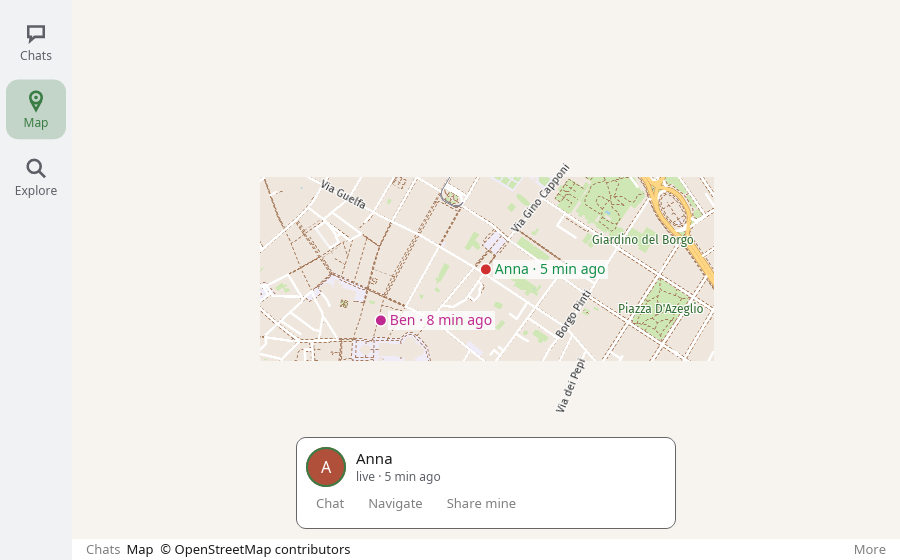 Chats
Map
Explore
Via Guelfa
Via Gino Capponi
Giardino del Borgo
Anna · 5 min ago
Borgo Pinti
Piazza D'Azeglio
Ben · 8 min ago
Via dei Pepi
A
Anna
live · 5 min ago
Chat Navigate Share mine
Chats Map © OpenStreetMap contributors More